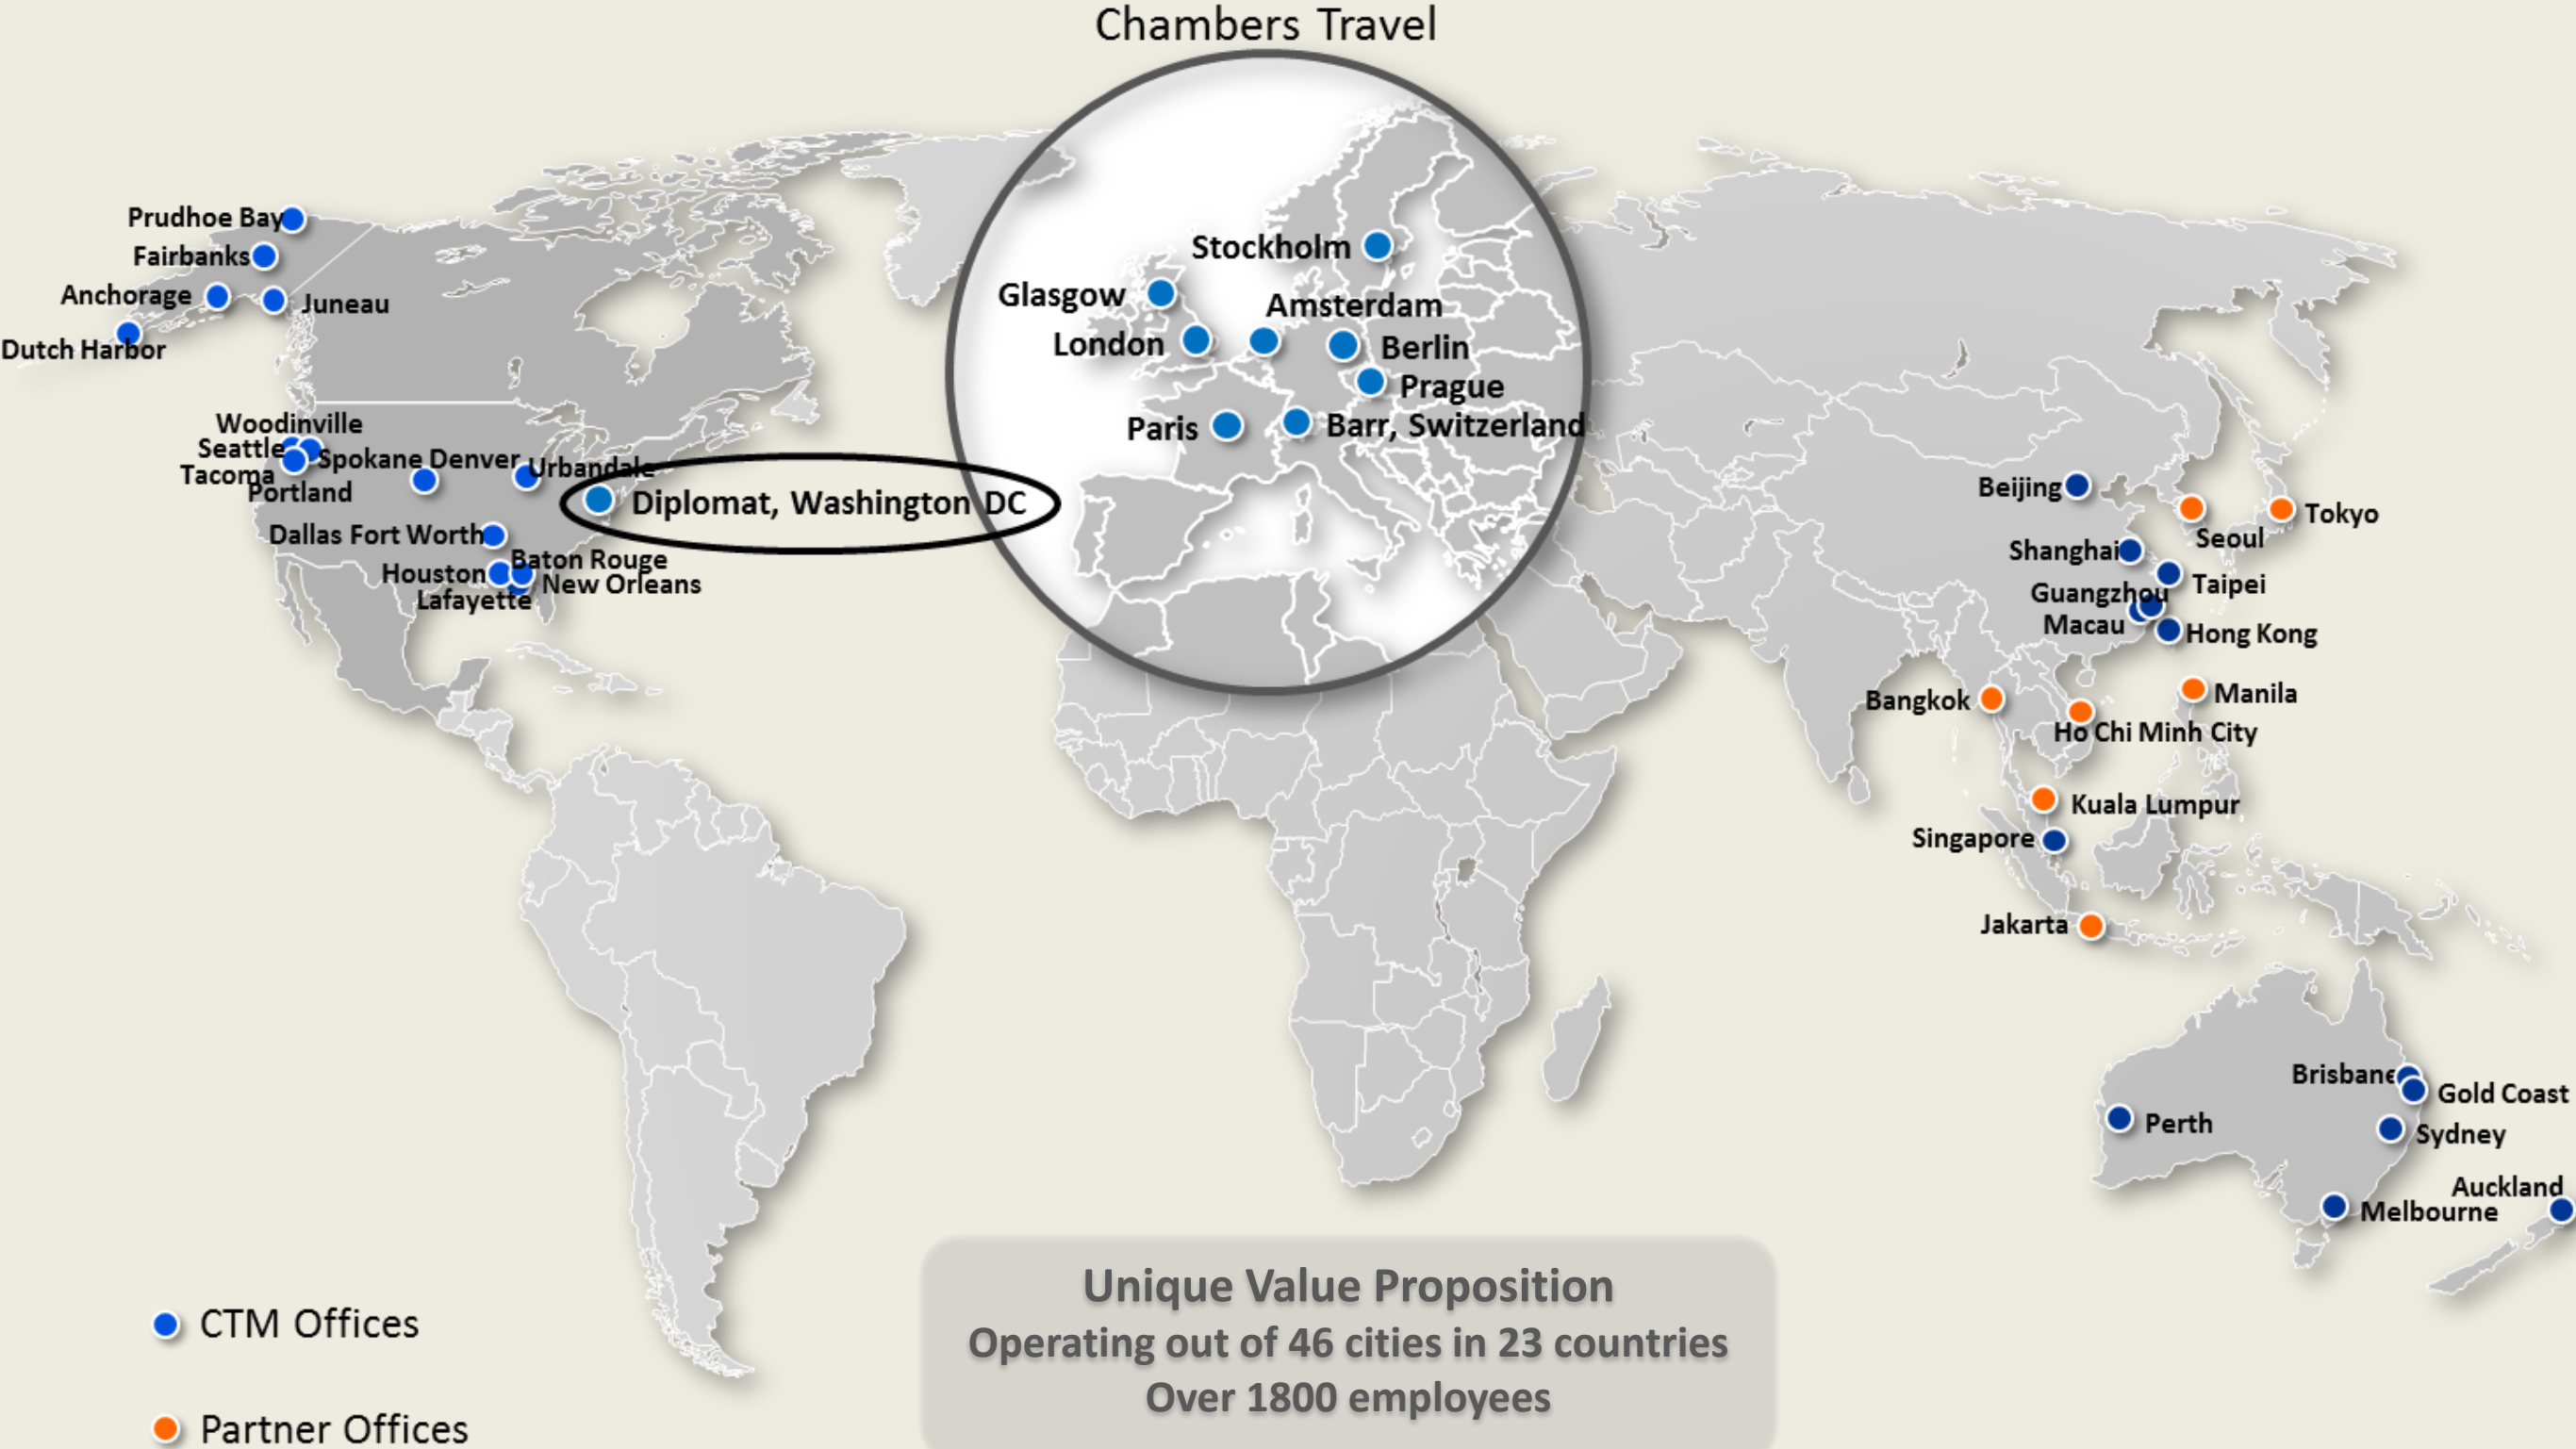 Chambers Travel
Prudhoe Bay
Fairbanks
Anchorage
Juneau
Dutch Harbor
Woodinville
Seattle
Spokane
Denver
Urbandale
Tacoma
Portland
Diplomat, Washington DC
Dallas Fort Worth
Baton Rouge
Houston
New Orleans
Lafayette
Stockholm
Glasgow
Amsterdam
London
Berlin
Prague
Paris
Barr, Switzerland
Beijing
Tokyo
Seoul
Shanghai
Taipei
Guangzhou
Macau
Hong Kong
Bangkok
Manila
Ho Chi Minh City
Kuala Lumpur
Singapore
Jakarta
Brisbane
Gold Coast
Perth
Sydney
Auckland
Melbourne
Unique Value Proposition
Operating out of 46 cities in 23 countries
Over 1800 employees
CTM Offices
Partner Offices